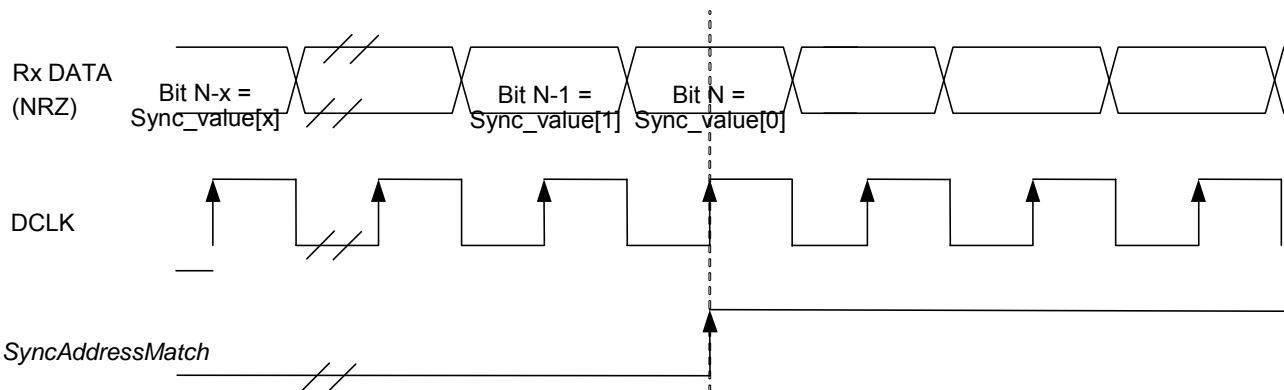 Rx DATA
(NRZ)
Bit N-x =
Sync_value[x]
Bit N-1 =
Sync_value[1]
Bit N =
Sync_value[0]
DCLK
SyncAddressMatch